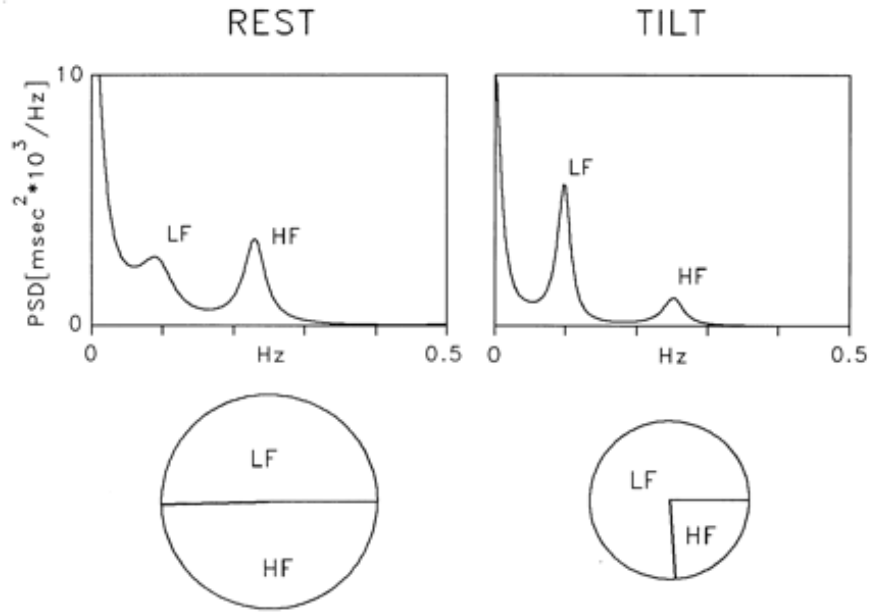 REST
TILT
PSD[msec²*10³/Hz]
10
0
LF
HF
0
Hz
0.5
LF
HF
0
Hz
0.5
LF
HF
LF
HF